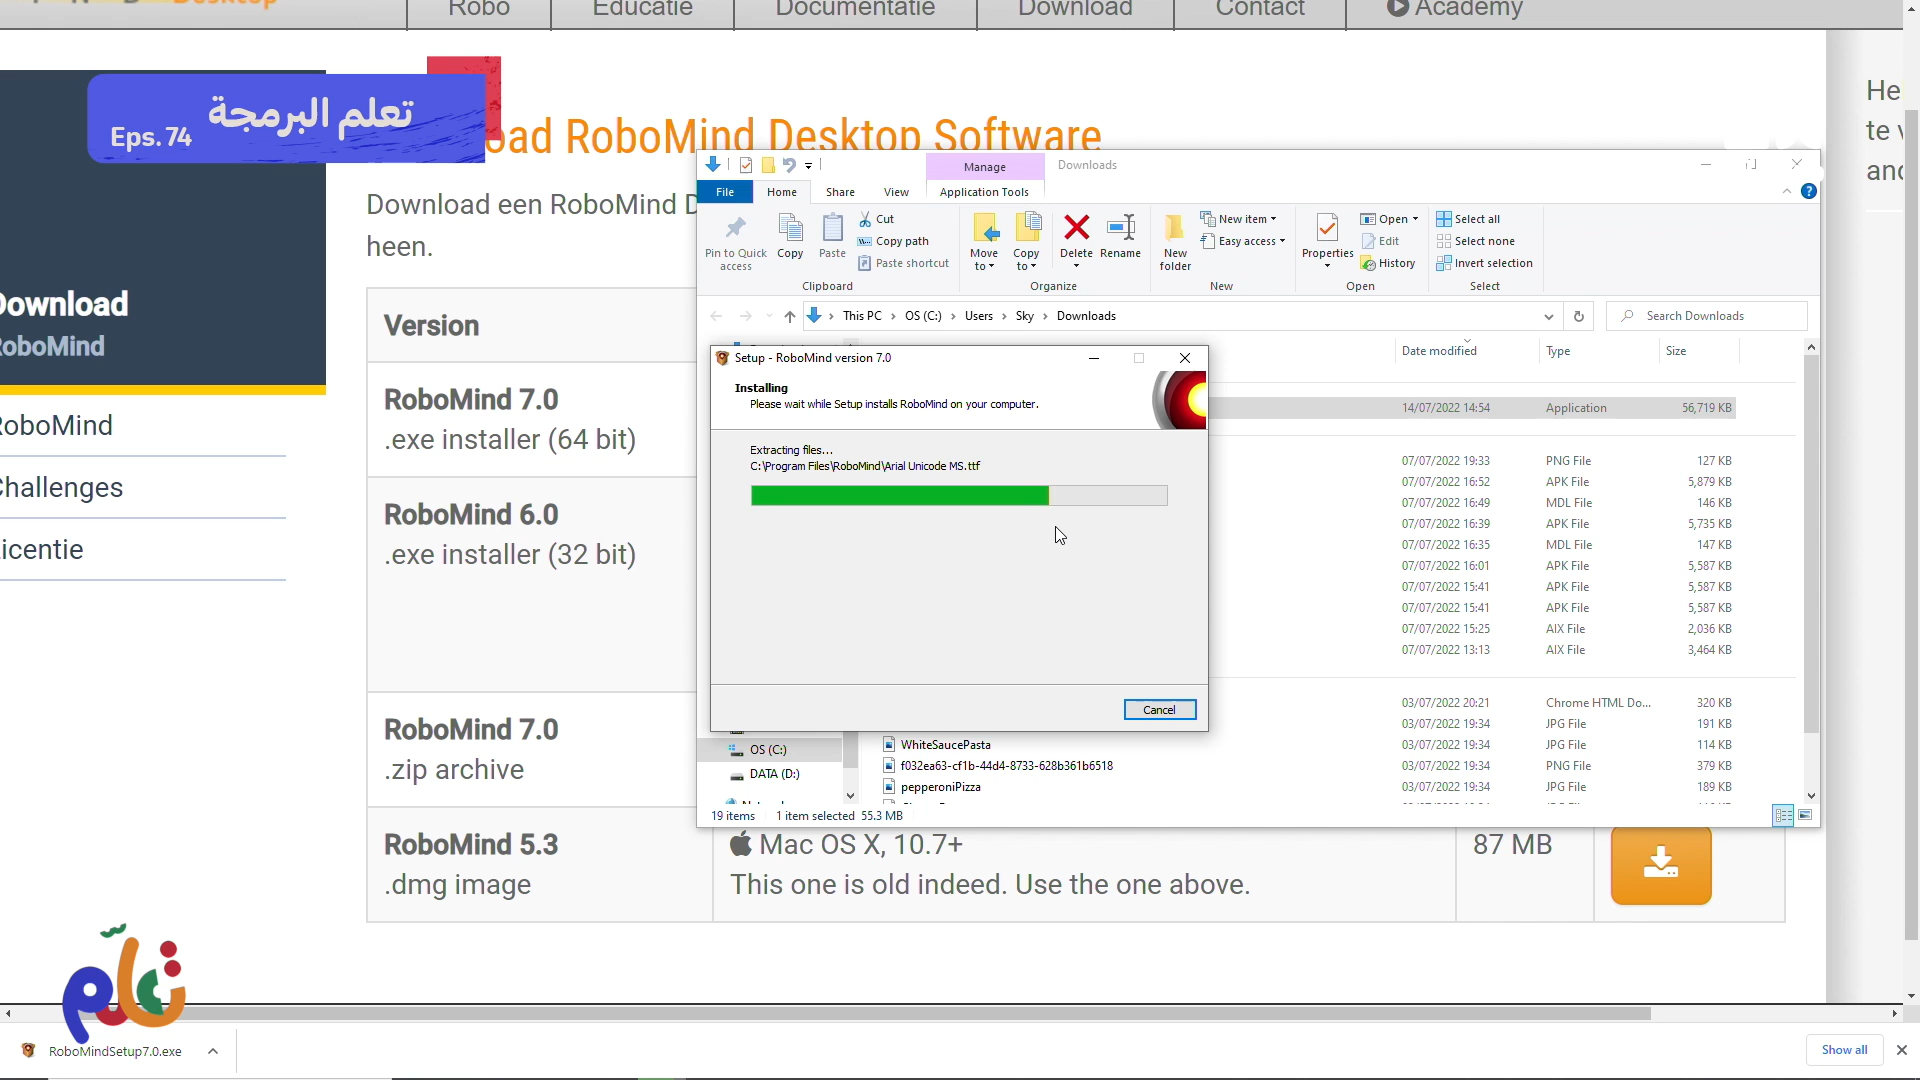 Desktop
Robo
Educatie
Documentatie
Download
Contact
Academy
تعلم البرمجة
Eps. 74
oad RoboMind Desktop Software
Download een RoboMind D
heen.
Download
RoboMind
RoboMind
Challenges
Licentie
Version
RoboMind 7.0
.exe installer (64 bit)
RoboMind 6.0
.exe installer (32 bit)
RoboMind 7.0
.zip archive
RoboMind 5.3
.dmg image
Mac OS X, 10.7+
This one is old indeed. Use the one above.
87 MB
He
te
and
Manage
Downloads
File
Home
Share
View
Application Tools
Pin to Quick access
Copy
Paste
Cut
Copy path
Paste shortcut
Clipboard
Move to
Copy to
Delete
Rename
Organize
New folder
New item
Easy access
New
Properties
Open
Edit
History
Open
Select all
Select none
Invert selection
Select
This PC › OS (C:) › Users › Sky › Downloads
Search Downloads
Date modified
Type
Size
14/07/2022 14:54 Application 56,719 KB
07/07/2022 19:33 PNG File 127 KB
07/07/2022 16:52 APK File 5,879 KB
07/07/2022 16:49 MDL File 146 KB
07/07/2022 16:39 APK File 5,735 KB
07/07/2022 16:35 MDL File 147 KB
07/07/2022 16:01 APK File 5,587 KB
07/07/2022 15:41 APK File 5,587 KB
07/07/2022 15:41 APK File 5,587 KB
07/07/2022 15:25 AIX File 2,036 KB
07/07/2022 13:13 AIX File 3,464 KB
03/07/2022 20:21 Chrome HTML Do... 320 KB
03/07/2022 19:34 JPG File 191 KB
WhiteSaucePasta 03/07/2022 19:34 JPG File 114 KB
f032ea63-cf1b-44d4-8733-628b361b6518 03/07/2022 19:34 PNG File 379 KB
pepperoniPizza 03/07/2022 19:34 JPG File 189 KB
OS (C:)
DATA (D:)
19 items 1 item selected 55.3 MB
Setup - RoboMind version 7.0
Installing
Please wait while Setup installs RoboMind on your computer.
Extracting files...
C:\Program Files\RoboMind\Arial Unicode MS.ttf
Cancel
RoboMindSetup7.0.exe
Show all